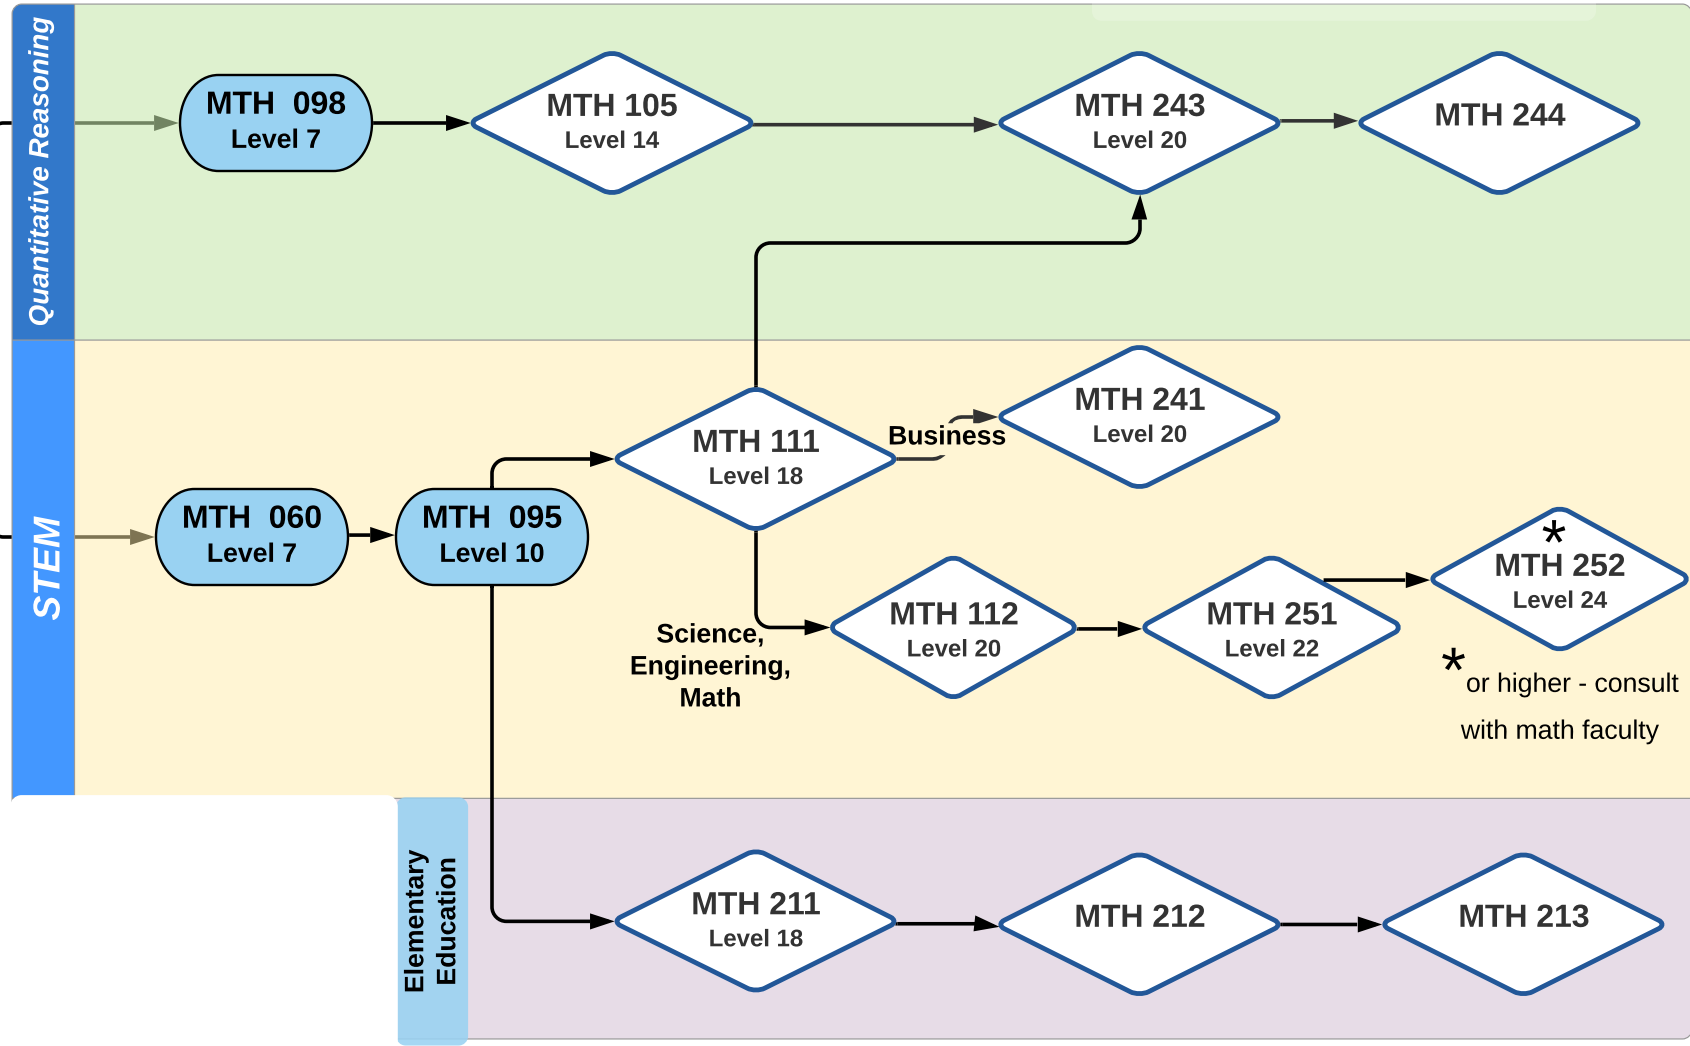 Quantitative Reasoning
MTH 098
Level 7
MTH 105
Level 14
MTH 243
Level 20
MTH 244
STEM
MTH 060
Level 7
MTH 095
Level 10
MTH 111
Level 18
Business
MTH 241
Level 20
Science,
Engineering,
Math
MTH 112
Level 20
MTH 251
Level 22
*
MTH 252
Level 24
*or higher - consult
with math faculty
Elementary
Education
MTH 211
Level 18
MTH 212
MTH 213